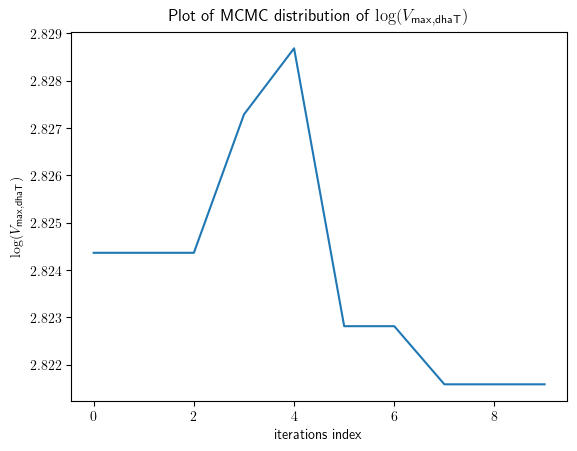 Plot of MCMC distribution of log(V_max,dhaT)
2.829
2.828
2.827
2.826
2.825
2.824
2.823
2.822
log(V_max,dhaT)
0 2 4 6 8
iterations index